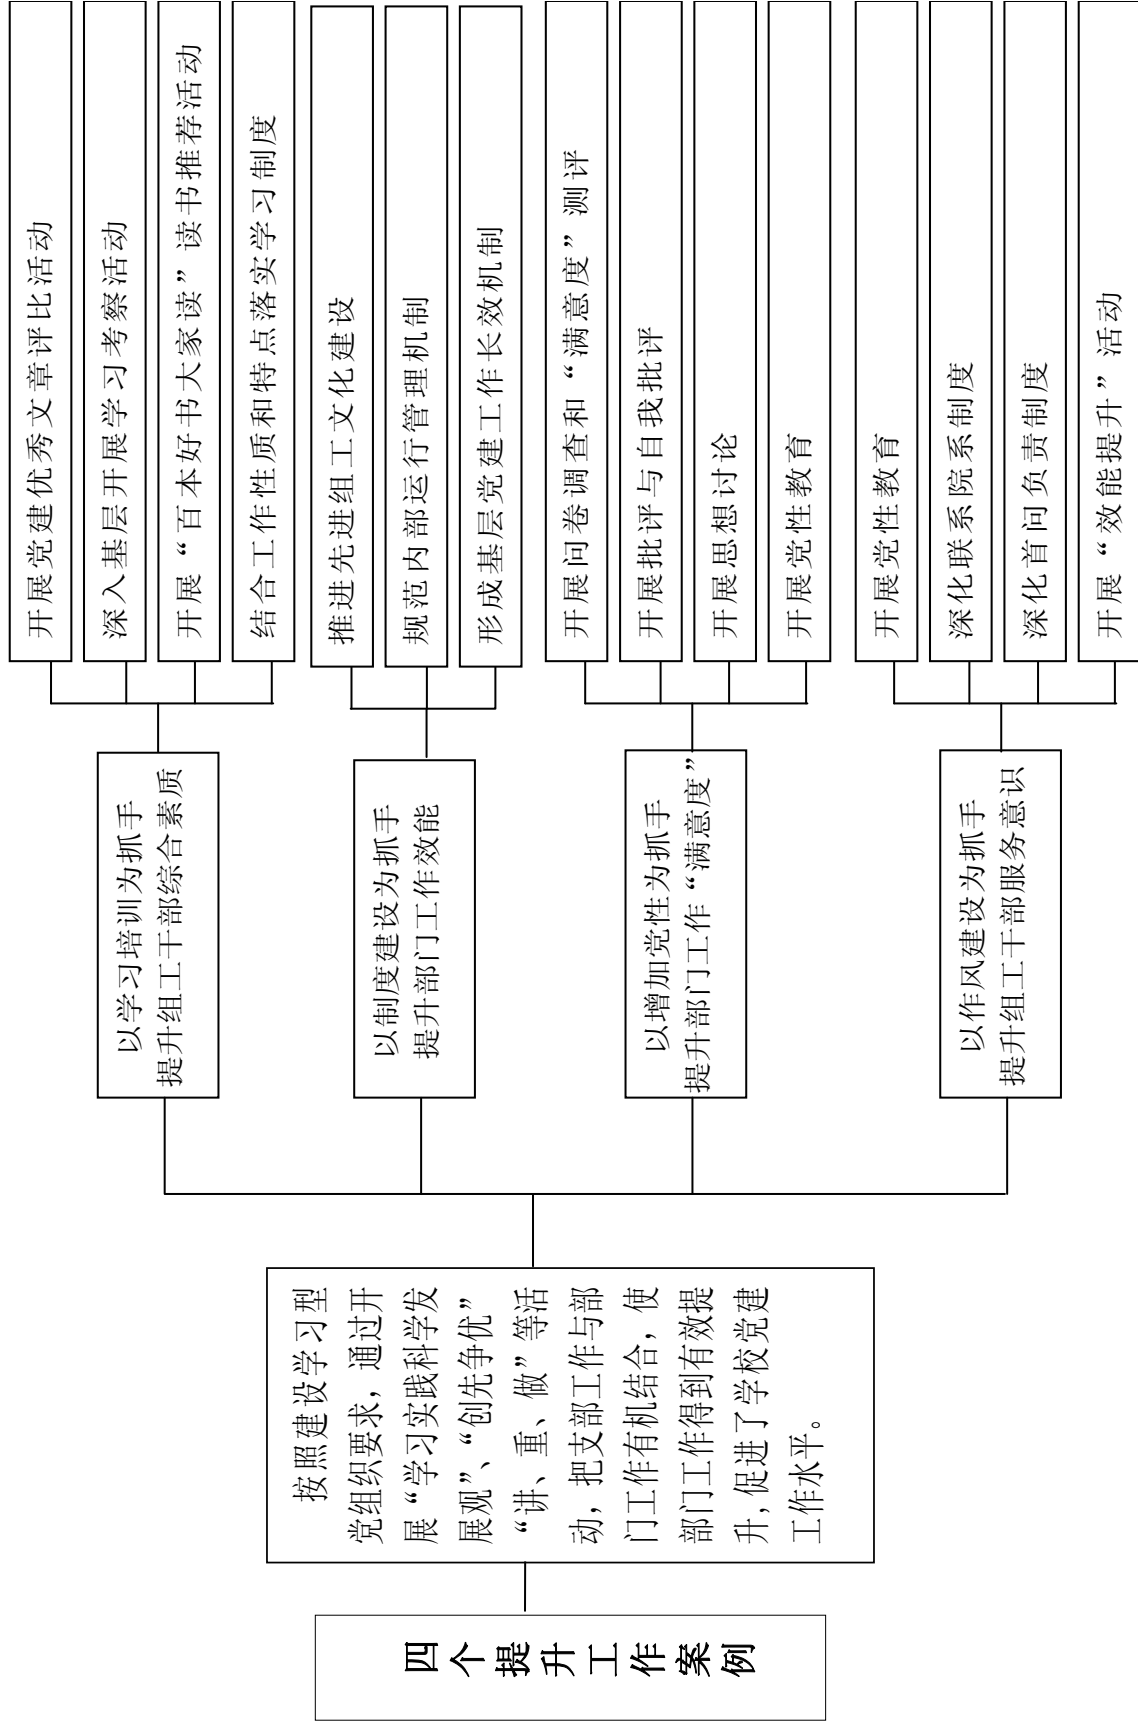 四个提升工作案例
按照建设学习型
党组织要求，通过开
展“学习实践科学发
展观”、“创先争优”
“讲、重、做”等活
动，把支部工作与部
门工作有机结合，使
部门工作得到有效提
升，促进了学校党建
工作水平。
以学习培训为抓手
提升组工干部综合素质
开展党建优秀文章评比活动
深入基层开展学习考察活动
开展“百本好书大家读”读书推荐活动
结合工作性质和特点落实学习制度
以制度建设为抓手
提升部门工作效能
推进先进组工文化建设
规范内部运行管理机制
形成基层党建工作长效机制
以增加党性为抓手
提升部门工作“满意度”
开展问卷调查和“满意度”测评
开展批评与自我批评
开展思想讨论
开展党性教育
以作风建设为抓手
提升组工干部服务意识
开展党性教育
深化联系院系制度
深化首问负责制度
开展“效能提升”活动